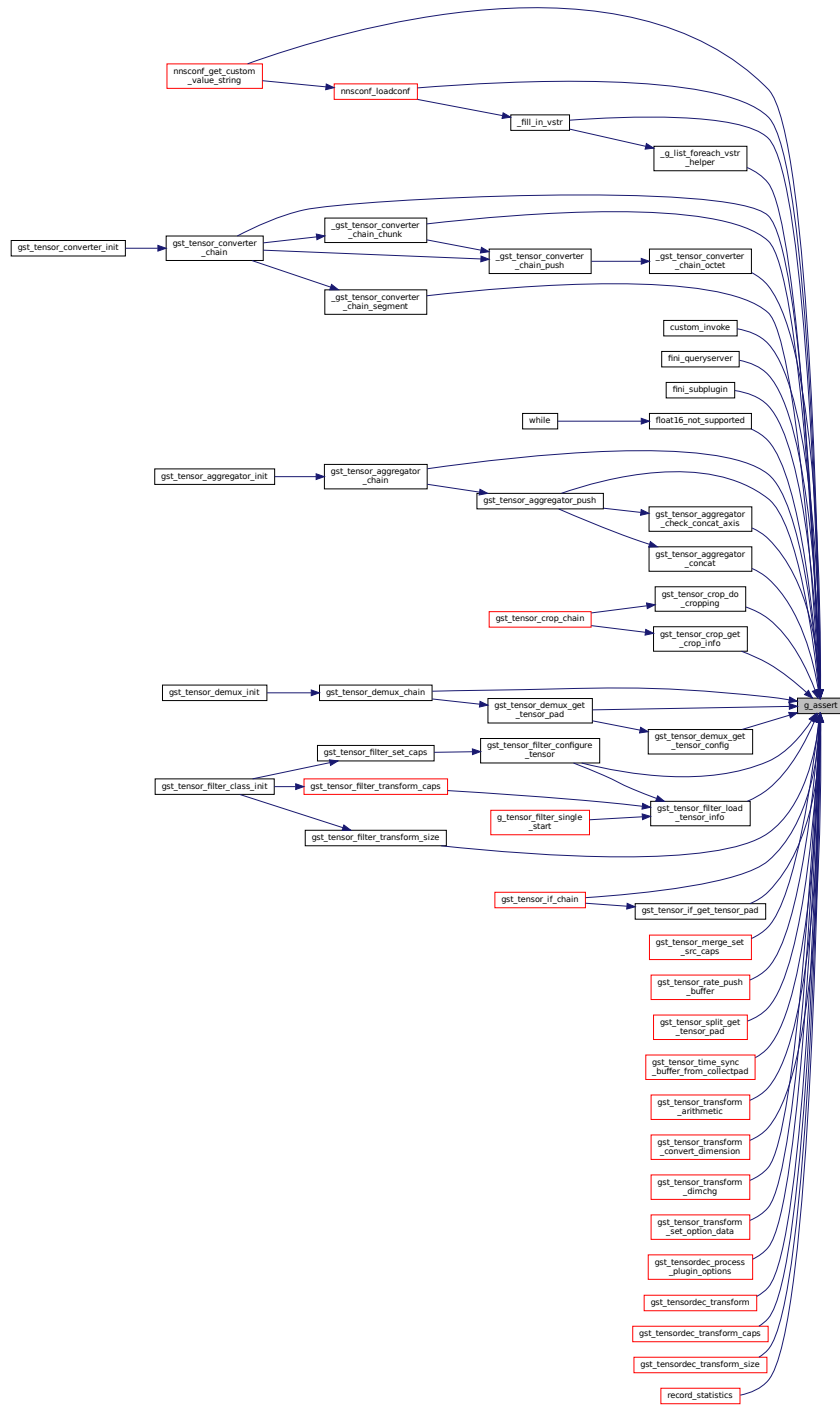 nnsconf_get_custom
_value_string
nnsconf_loadconf
_fill_in_vstr
_g_list_foreach_vstr
_helper
gst_tensor_converter_init
gst_tensor_converter
_chain
_gst_tensor_converter
_chain_chunk
_gst_tensor_converter
_chain_push
_gst_tensor_converter
_chain_octet
_gst_tensor_converter
_chain_segment
custom_invoke
fini_queryserver
fini_subplugin
while
float16_not_supported
gst_tensor_aggregator_init
gst_tensor_aggregator
_chain
gst_tensor_aggregator_push
gst_tensor_aggregator
_check_concat_axis
gst_tensor_aggregator
_concat
gst_tensor_crop_chain
gst_tensor_crop_do
_cropping
gst_tensor_crop_get
_crop_info
gst_tensor_demux_init
gst_tensor_demux_chain
gst_tensor_demux_get
_tensor_pad
g_assert
gst_tensor_demux_get
_tensor_config
gst_tensor_filter_set_caps
gst_tensor_filter_configure
_tensor
gst_tensor_filter_class_init
gst_tensor_filter_transform_caps
g_tensor_filter_single
_start
gst_tensor_filter_load
_tensor_info
gst_tensor_filter_transform_size
gst_tensor_if_chain
gst_tensor_if_get_tensor_pad
gst_tensor_merge_set
_src_caps
gst_tensor_rate_push
_buffer
gst_tensor_split_get
_tensor_pad
gst_tensor_time_sync
_buffer_from_collectpad
gst_tensor_transform
_arithmetic
gst_tensor_transform
_convert_dimension
gst_tensor_transform
_dimchg
gst_tensor_transform
_set_option_data
gst_tensordec_process
_plugin_options
gst_tensordec_transform
gst_tensordec_transform_caps
gst_tensordec_transform_size
record_statistics